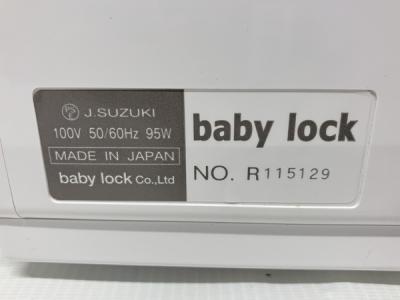 J.SUZUKI
100V 50/60Hz 95W
MADE IN JAPAN
baby lock Co.,Ltd
baby lock
NO. R115129